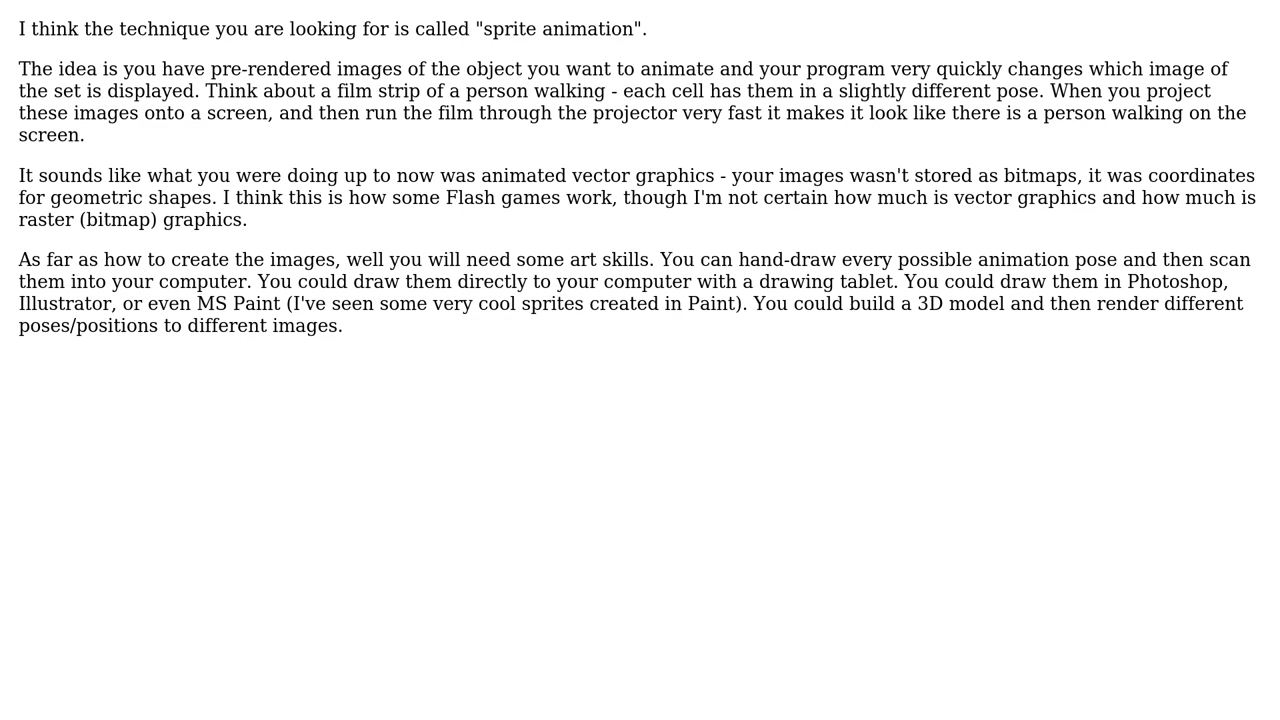 I think the technique you are looking for is called "sprite animation".
The idea is you have pre-rendered images of the object you want to animate and your program very quickly changes which image of
the set is displayed. Think about a film strip of a person walking - each cell has them in a slightly different pose. When you project
these images onto a screen, and then run the film through the projector very fast it makes it look like there is a person walking on the
screen.
It sounds like what you were doing up to now was animated vector graphics - your images wasn't stored as bitmaps, it was coordinates
for geometric shapes. I think this is how some Flash games work, though I'm not certain how much is vector graphics and how much is
raster (bitmap) graphics.
As far as how to create the images, well you will need some art skills. You can hand-draw every possible animation pose and then scan
them into your computer. You could draw them directly to your computer with a drawing tablet. You could draw them in Photoshop,
Illustrator, or even MS Paint (I've seen some very cool sprites created in Paint). You could build a 3D model and then render different
poses/positions to different images.